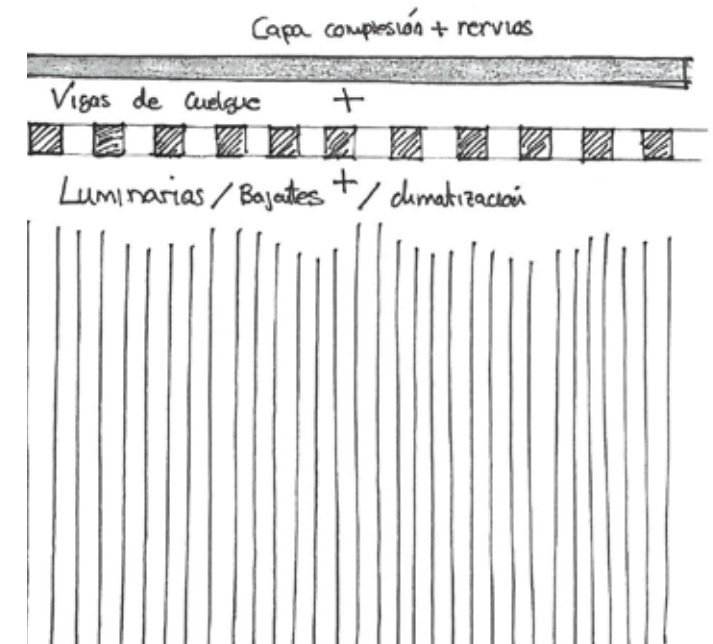 Capa compresión + nervios
Vigas de cuelgue +
Luminarias / Bajantes + / climatización